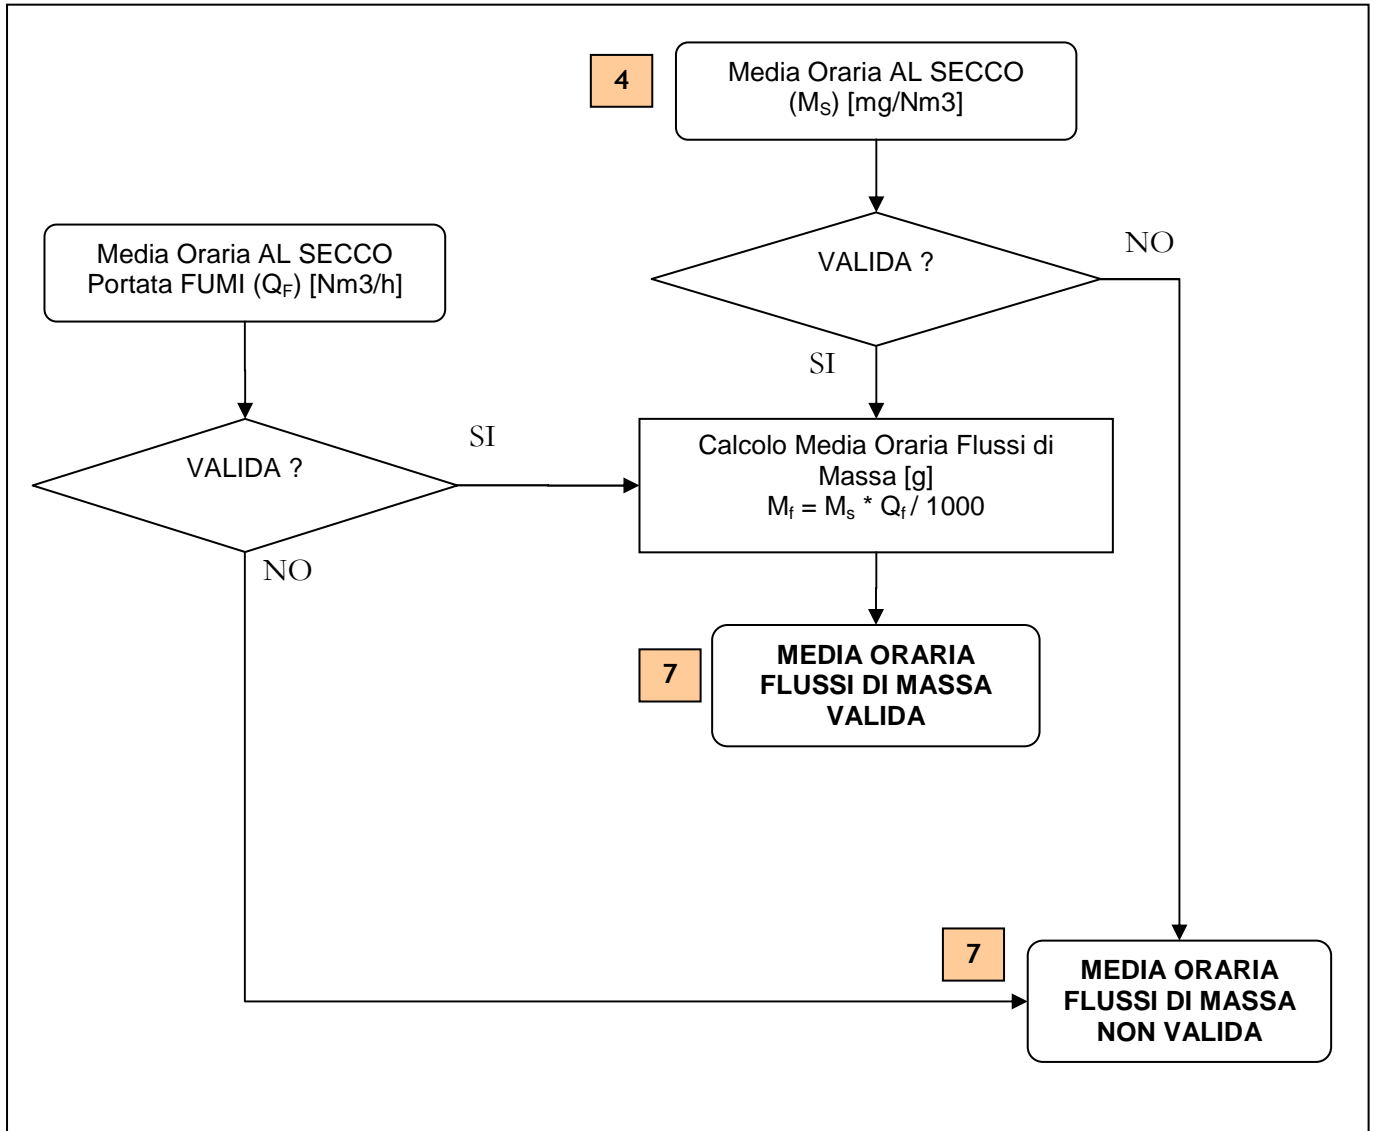 4
Media Oraria AL SECCO
(MS) [mg/Nm3]
VALIDA ?
NO
SI
Media Oraria AL SECCO
Portata FUMI (QF) [Nm3/h]
VALIDA ?
SI
NO
Calcolo Media Oraria Flussi di
Massa [g]
Mf = Ms * Qf / 1000
7
MEDIA ORARIA
FLUSSI DI MASSA
VALIDA
7
MEDIA ORARIA
FLUSSI DI MASSA
NON VALIDA